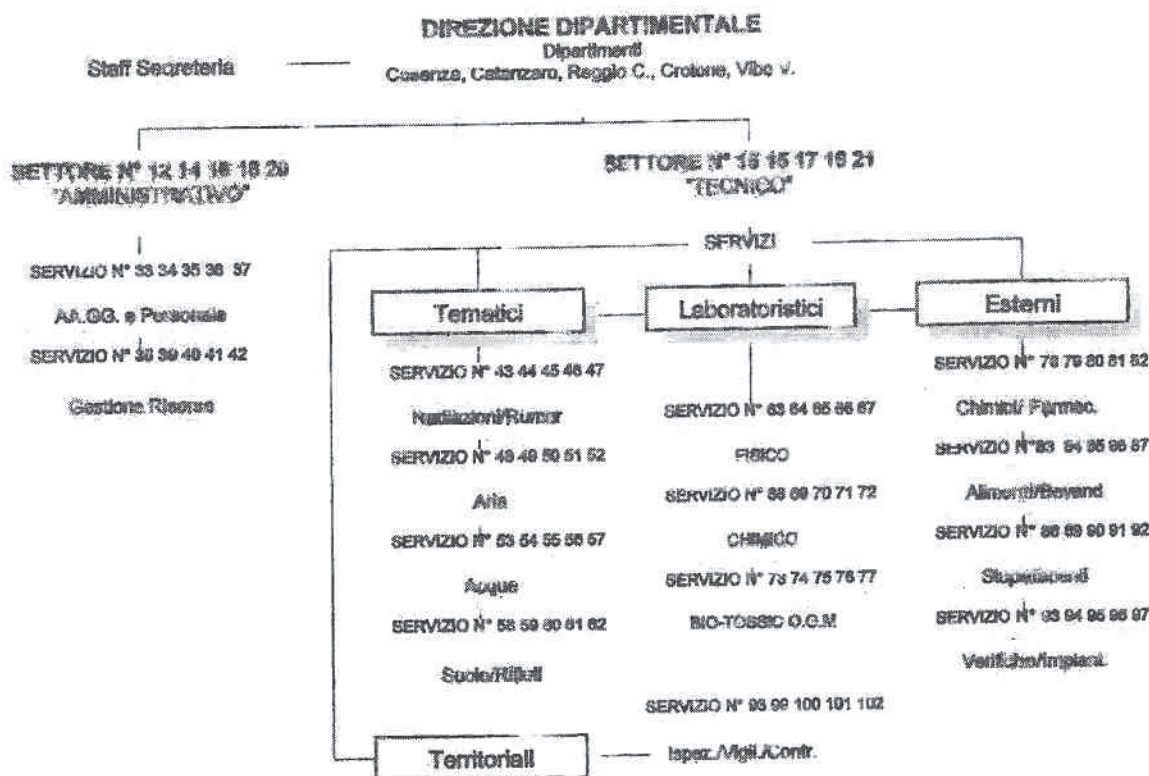 DIREZIONE DIPARTIMENTALE
Dipartimenti
Cosenza, Catanzaro, Reggio C., Crotone, Vibo V.
Staff Segreteria
SETTORE N° 12 14 16 18 20
"AMMINISTRATIVO"
SERVIZIO N° 33 34 35 36 37
AA.GG. e Personale
SERVIZIO N° 38 39 40 41 42
Gestione Risorse
SETTORE N° 15 17 21
"TECNICO"
SERVIZI
Tematici
SERVIZIO N° 43 44 45 46 47
Radiazioni/Rumor
SERVIZIO N° 48 49 50 51 52
Aria
SERVIZIO N° 53 54 55 56 57
Acque
SERVIZIO N° 58 59 60 61 62
Suolo/Rifiuti
Laboratoristici
SERVIZIO N° 63 64 65 66 67
FISICO
SERVIZIO N° 68 69 70 71 72
CHIMICO
SERVIZIO N° 73 74 75 76 77
BIO-TOSSIC O.G.M
Esterni
SERVIZIO N° 78 79 80 81 82
Chimici/ Farmac.
SERVIZIO N° 83 84 85 86 87
Alimenti/Bevand
SERVIZIO N° 88 89 90 91 92
Stupefacenti
SERVIZIO N° 93 94 95 96 97
Verifiche/Impiant.
Territoriali
SERVIZIO N° 99 100 101 102
Ispez./Vigil./Contr.